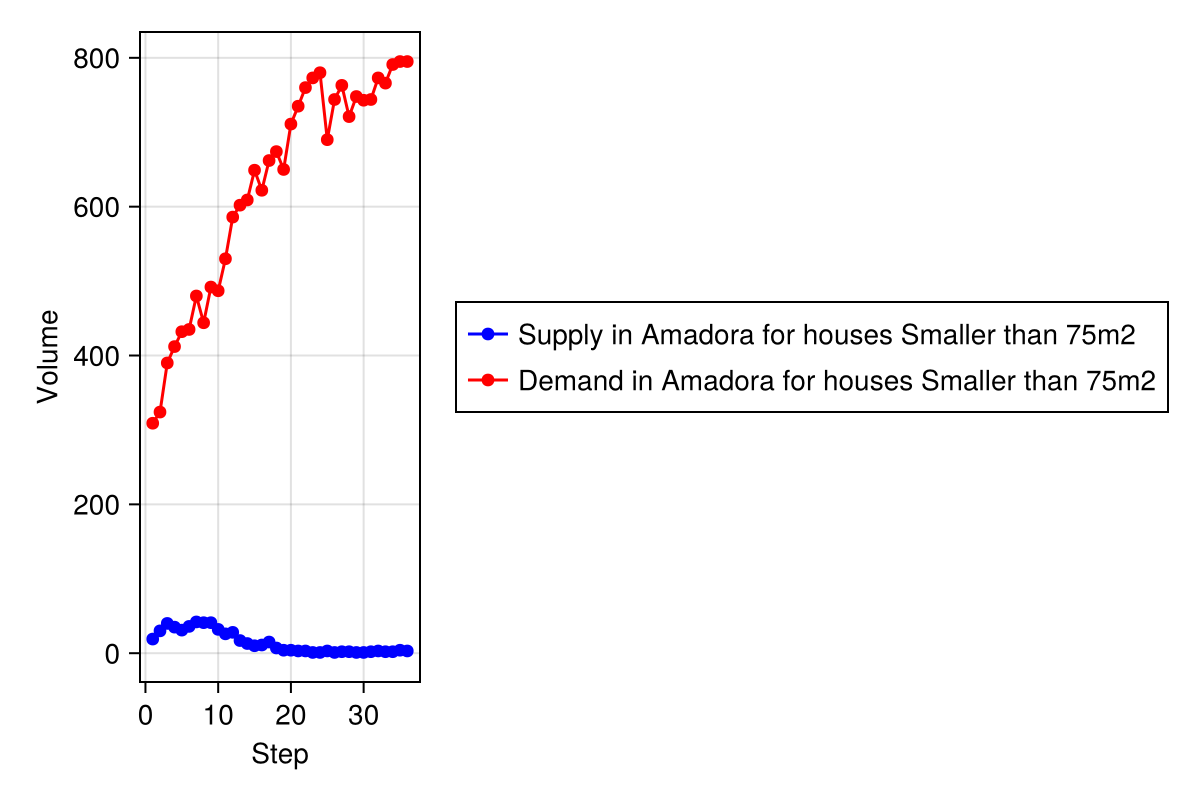 800
600
400
200
0
Volume
0 10 20 30
Step
Supply in Amadora for houses Smaller than 75m2
Demand in Amadora for houses Smaller than 75m2